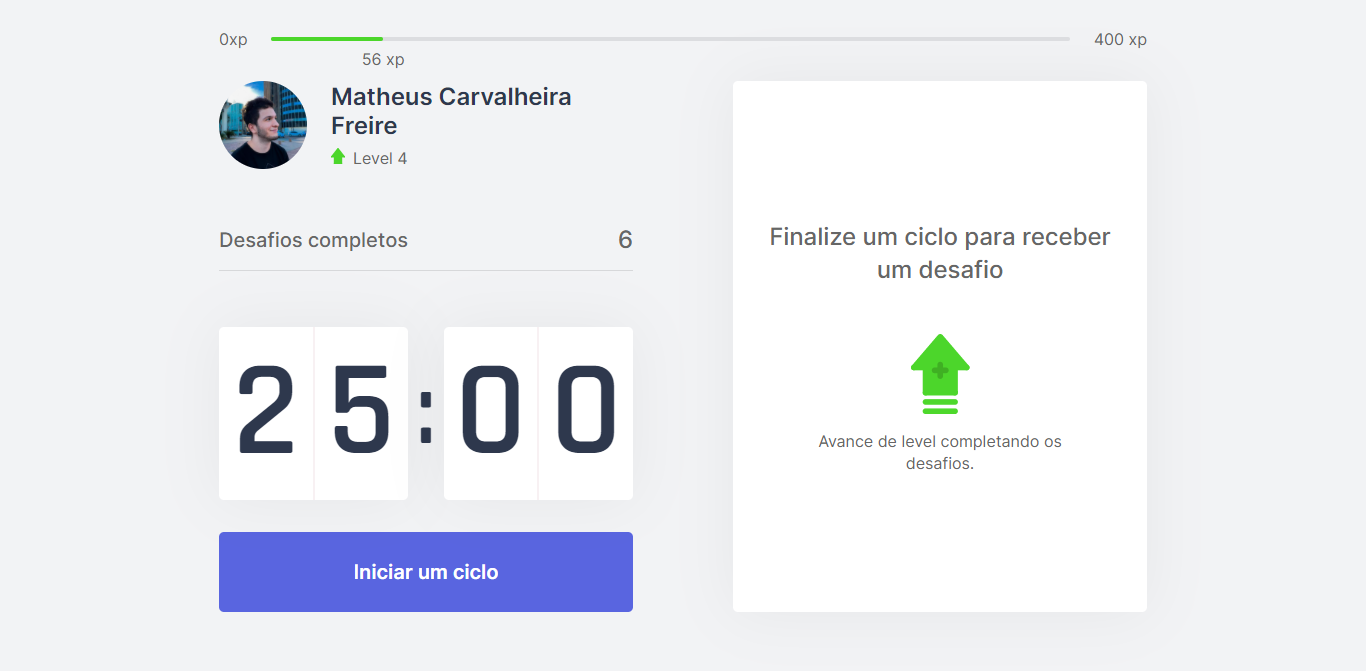 0xp
56 xp
400 xp
Matheus Carvalheira
Freire
Level 4
Desafios completos
6
25:00
Iniciar um ciclo
Finalize um ciclo para receber
um desafio
Avance de level completando os
desafios.